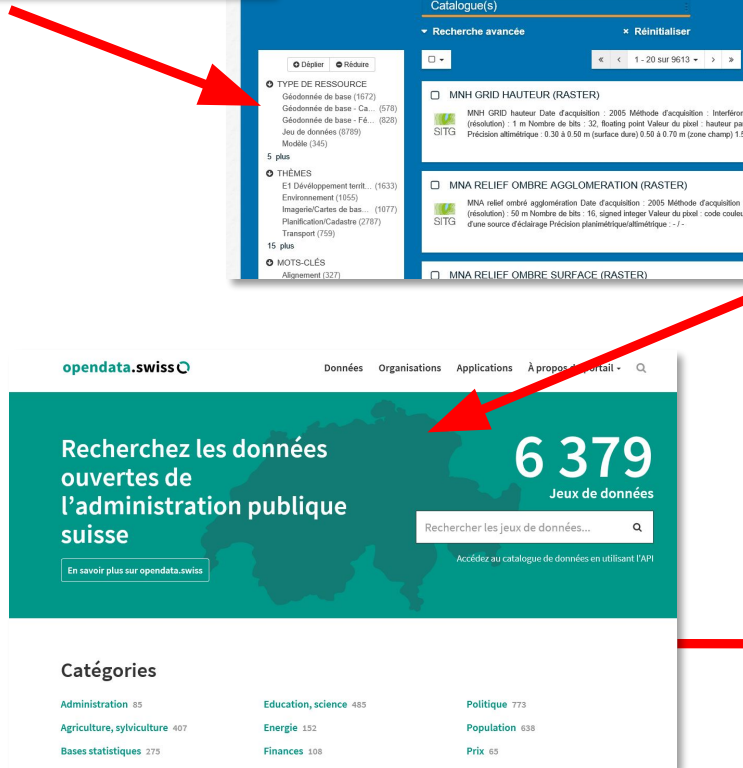 Catalogue(s)
Recherche avancée
× Réinitialiser
Déplier
Réduire
« ‹ 1 - 20 sur 9613 › »
TYPE DE RESSOURCE
Géodonnée de base (1672)
Géodonnée de base - Ca... (578)
Géodonnée de base - Fé... (828)
Jeu de données (8789)
Modèle (345)
5 plus
THÈMES
E1 Dévéloppement territ... (1633)
Environnement (1055)
Imagerie/Cartes de bas... (1077)
Planification/Cadastre (2787)
Transport (759)
15 plus
MOTS-CLÉS
Alignement (327)
MNH GRID HAUTEUR (RASTER)
SITG
MNH GRID hauteur Date d'acquisition : 2005 Méthode d'acquisition :
(résolution) : 1 m Nombre de bits : 32, floating point Valeur du pixel : hauteur
Précision altimétrique : 0.30 à 0.50 m (surface dure) 0.50 à 0.70 m (zone champ)
MNA RELIEF OMBRE AGGLOMERATION (RASTER)
SITG
MNA relief ombré agglomération Date d'acquisition : 2005 Méthode d'acquisition
(résolution) : 50 m Nombre de bits : 16, signed integer Valeur du pixel : code
d'une source d'éclairage Précision planimétrique/altimétrique : - / -
MNA RELIEF OMBRE SURFACE (RASTER)
opendata.swiss
Données Organisations Applications À propos
Recherchez les données
ouvertes de
l'administration publique
suisse
En savoir plus sur opendata.swiss
6 379
Jeux de données
Rechercher les jeux de données...
Accédez au catalogue de données en utilisant l'API
Catégories
Administration 85
Education, science 485
Politique 773
Agriculture, sylviculture 407
Energie 152
Population 638
Bases statistiques 275
Finances 108
Prix 65